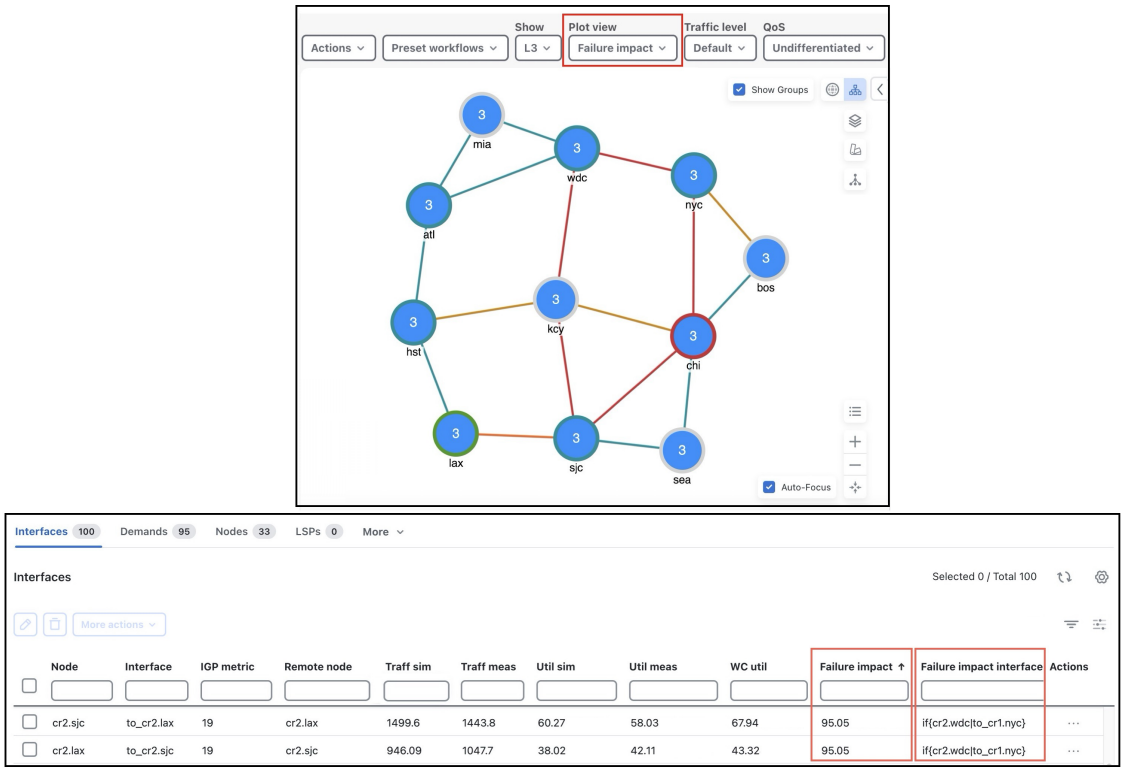 Show Plot view Traffic level QoS
Actions Preset workflows L3 Failure impact Default Undifferentiated
Show Groups
3
mia
3
wdc
3
nyc
3
atl
3
bos
3
kcy
3
hst
3
chi
3
lax
3
sjc
3
sea
Auto-Focus
Interfaces 100 Demands 95 Nodes 33 LSPs 0 More
Interfaces
Selected 0 / Total 100
More actions
Node Interface IGP metric Remote node Traff sim Traff meas Util sim Util meas WC util Failure impact ↑ Failure impact interface Actions
cr2.sjc to_cr2.lax 19 cr2.lax 1499.6 1443.8 60.27 58.03 67.94 95.05 if{cr2.wdc|to_cr1.nyc} ...
cr2.lax to_cr2.sjc 19 cr2.sjc 946.09 1047.7 38.02 42.11 43.32 95.05 if{cr2.wdc|to_cr1.nyc} ...